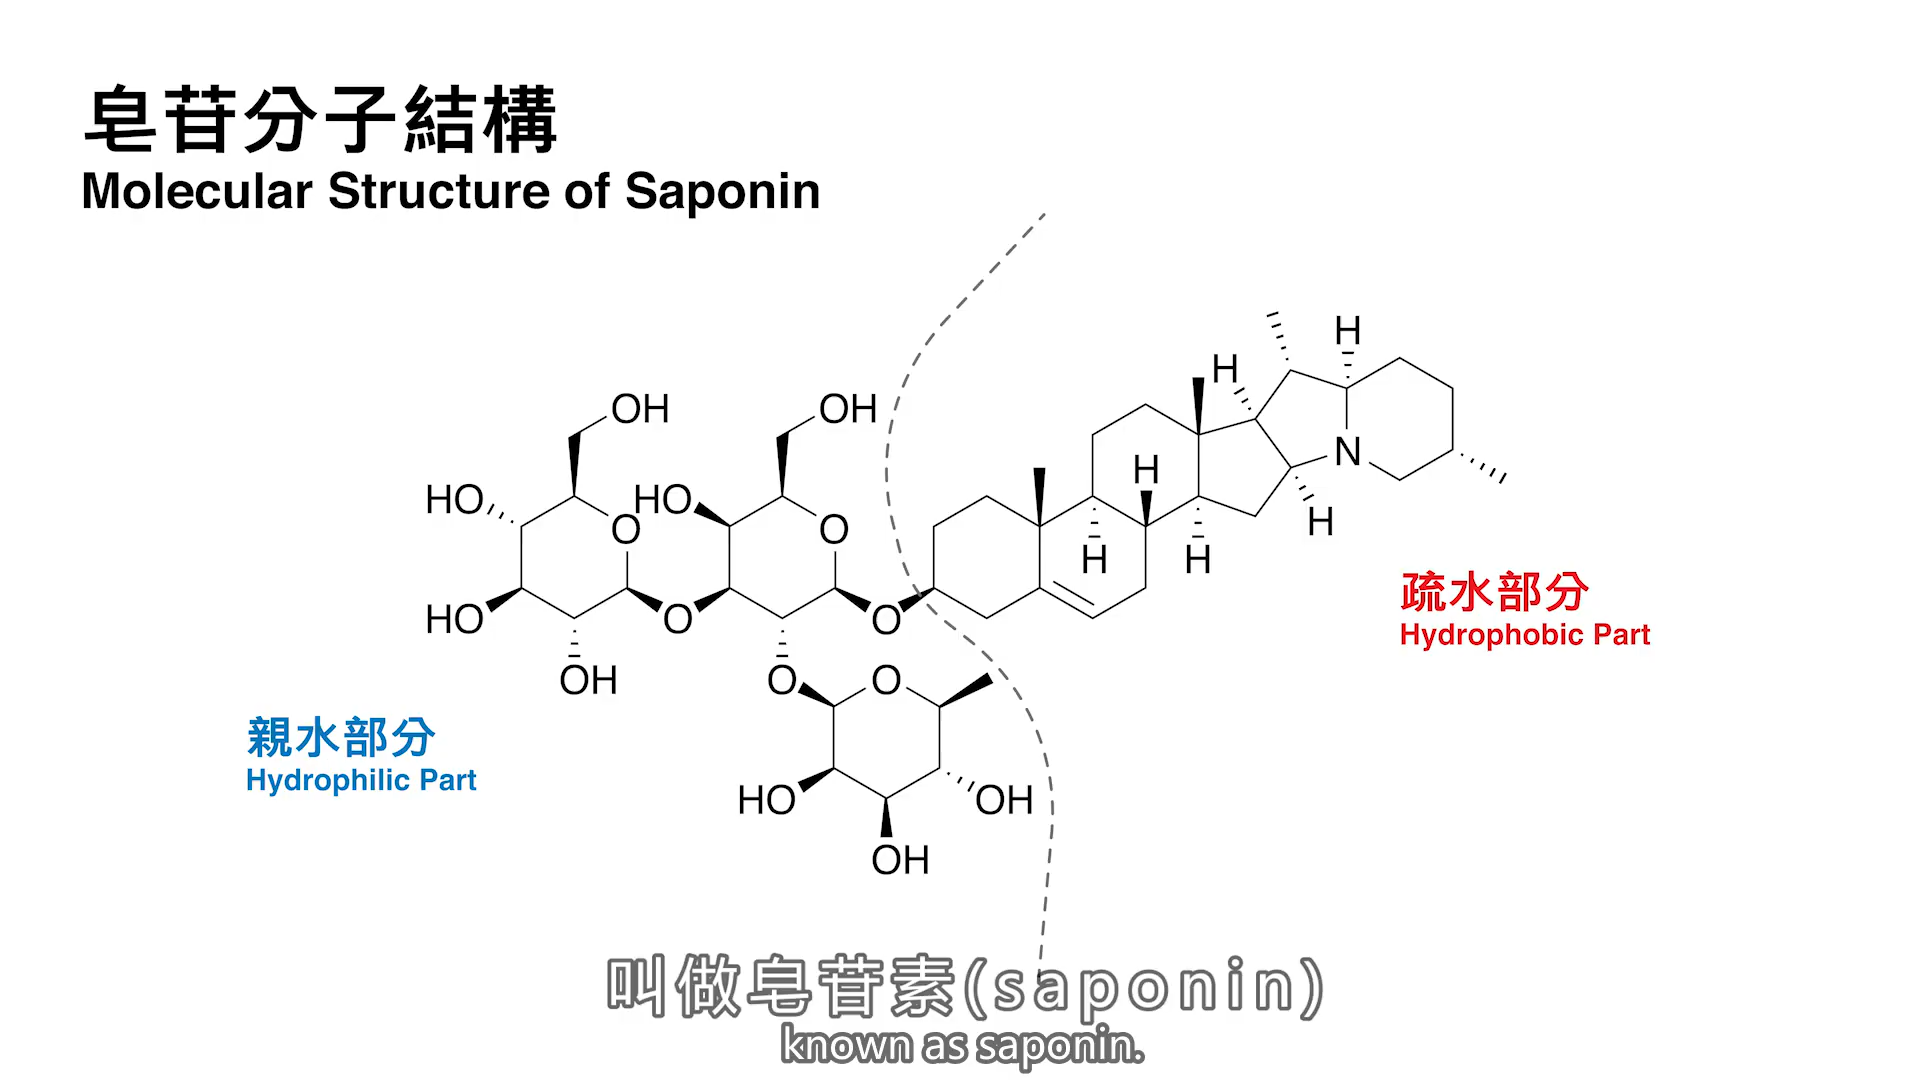 皂苷分子結構
Molecular Structure of Saponin
H
H
OH
OH
N
H
HO
HO
O
O
H
H
H
疏水部分
Hydrophobic Part
HO
O
O
OH
O
O
親水部分
Hydrophilic Part
HO
OH
OH
叫做皂苷素(saponin)
known as saponin.